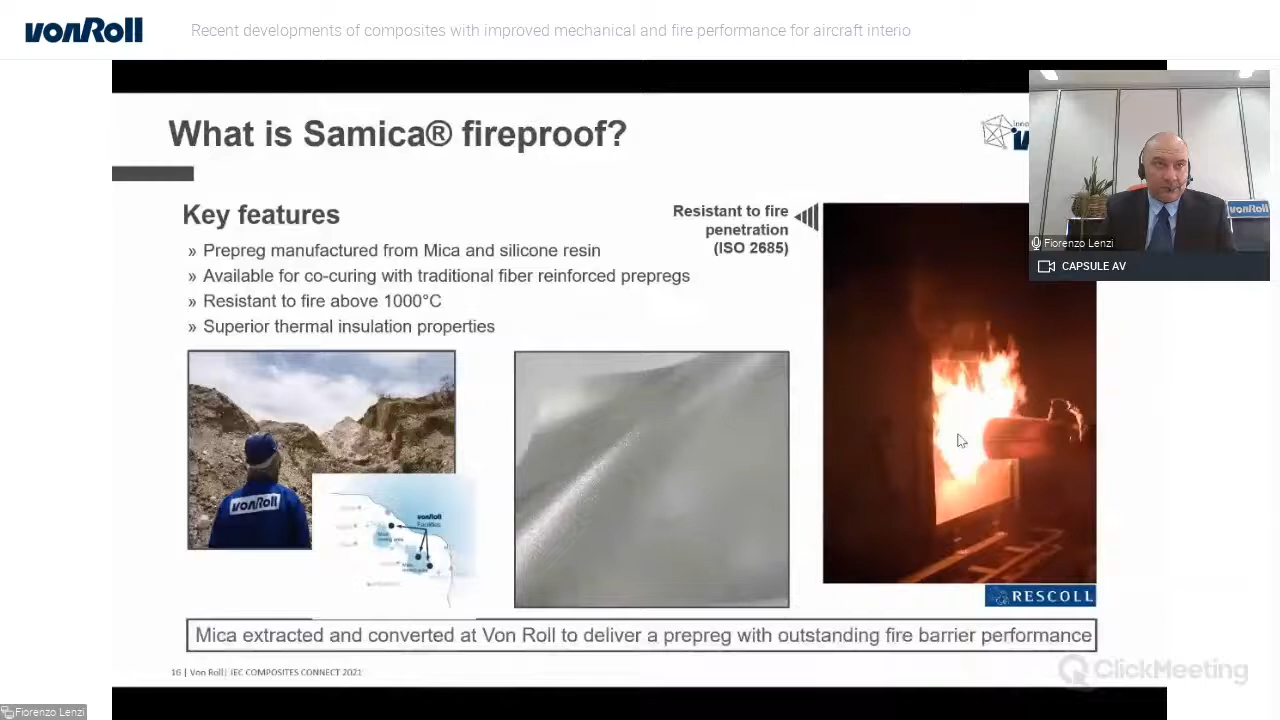 vonRoll
Recent developments of composites with improved mechanical and fire performance for aircraft interio
What is Samica® fireproof?
Key features
» Prepreg manufactured from Mica and silicone resin
» Available for co-curing with traditional fiber reinforced prepregs
» Resistant to fire above 1000°C
» Superior thermal insulation properties
Resistant to fire
penetration
(ISO 2685)
vonRoll
Fiorenzo Lenzi
CAPSULE AV
vonRoll
vonRoll
Facilities
RESCOLL
Mica extracted and converted at Von Roll to deliver a prepreg with outstanding fire barrier performance
16 | Von Roll| IEC COMPOSITES CONNECT 2021
ClickMeeting
Fiorenzo Lenzi